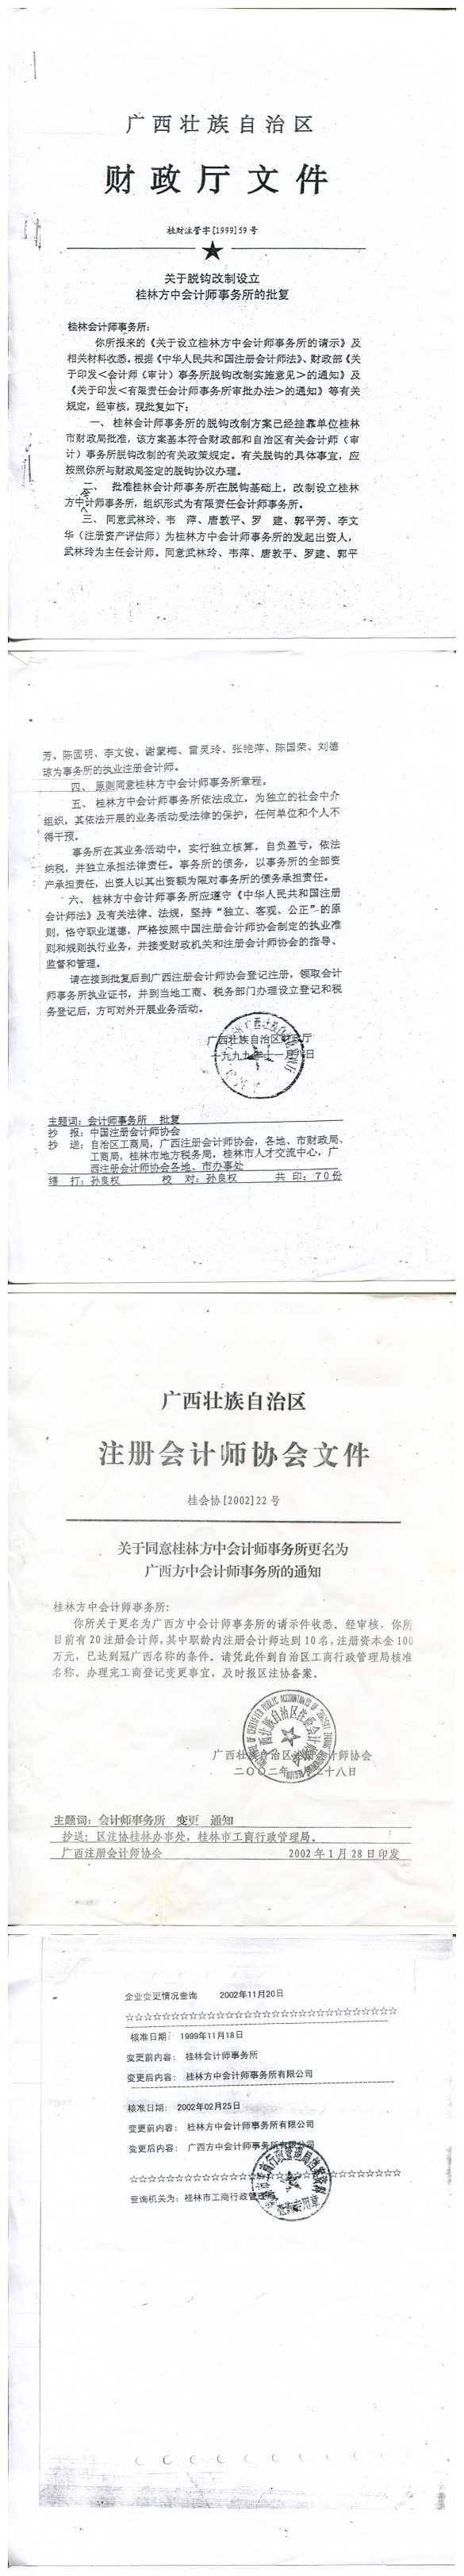 广西壮族自治区
财政厅文件
桂财注管字[1999]59号
关于脱钩改制设立
桂林方中会计师事务所的批复
桂林会计师事务所：
你所报来的《关于设立桂林方中会计师事务所的请示》及
相关材料收悉。根据《中华人民共和国注册会计师法》、财政部《关
于印发＜会计师（审计）事务所脱钩改制实施意见＞的通知》及
《关于印发＜有限责任会计师事务所审批办法＞的通知》等有关
规定，经审核，现批复如下：
一、 桂林会计师事务所的脱钩改制方案已经挂靠单位桂林
市财政局批准，该方案基本符合财政部和自治区有关会计师（审
计）事务所脱钩改制的有关政策规定。有关脱钩的具体事宜，应
按照你所与财政局签定的脱钩协议办理。
二、 批准桂林会计师事务所在脱钩基础上，改制设立桂林
方中计师事务所，组织形式为有限责任会计师事务所。
三、 同意武林玲、韦 萍、唐敦平、罗 建、郭平芳、李文
华（注册资产评估师）为桂林方中会计师事务所的发起出资人，
武林玲为主任会计师。同意武林玲、韦萍、唐敦平、罗建、郭平
芳、陈固明、李文俊、谢蒙梅、雷灵玲、张艳萍、陈国荣、刘德
琼为事务所的执业注册会计师。
四、 原则同意桂林方中会计师事务所章程。
五、 桂林方中会计师事务所依法成立，为独立的社会中介
组织，其依法开展的业务活动受法律的保护，任何单位和个人不
得干预。
事务所在其业务活动中，实行独立核算，自负盈亏，依法
纳税，并独立承担法律责任。事务所的债务，以事务所的全部资
产承担责任，出资人以其出资额为限对事务所的债务承担责任。
六、 桂林方中会计师事务所应遵守《中华人民共和国注册
会计师法》及有关法律、法规，坚持“独立、客观、公正”的原
则，恪守职业道德，严格按照中国注册会计师协会制定的执业准
则和规则执行业务，并接受财政机关和注册会计师协会的指导、
监督和管理。
请在接到批复后到广西注册会计师协会登记注册，领取会计
师事务所执业证书，并到当地工商、税务部门办理设立登记和税
务登记后，方可对外开展业务活动。
广西壮族自治区财政厅
一九九九年十一月 日
主题词：会计师事务所 批复
抄 报：中国注册会计师协会
抄 送：自治区工商局，广西注册会计师协会，各地、市财政局、
工商局，桂林市地方税务局，桂林市人才交流中心，广
西注册会计师协会各地、市办事处
缮 打：孙良权 校 对：孙良权 共 印：70份
广西壮族自治区
注册会计师协会文件
桂会协[2002]22号
关于同意桂林方中会计师事务所更名为
广西方中会计师事务所的通知
桂林方中会计师事务所：
你所关于更名为广西方中会计师事务所的请示件收悉。经审核，你所
目前有20注册会计师，其中职龄内注册会计师达到10名，注册资本金100
万元，已达到冠广西名称的条件。请凭此件到自治区工商行政管理局核准
名称。办理完工商登记变更事宜，及时报区注协备案。
广西壮族自治区注册会计师协会
二〇〇二年 二十八日
主题词：会计师事务所 变更 通知
抄送：区注协桂林办事处，桂林市工商行政管理局。
广西注册会计师协会 2002年1月28日印发
企业变更情况查询 2002年11月20日
☆☆☆☆☆☆☆☆☆☆☆☆☆☆☆☆☆☆☆☆☆☆☆☆☆☆☆☆
核准日期： 1999年11月18日
变更前内容： 桂林会计师事务所
变更后内容： 桂林方中会计师事务所有限公司
核准日期： 2002年02月25日
变更前内容： 桂林方中会计师事务所有限公司
变更后内容： 广西方中会计师事务所有限公司
☆☆☆☆☆☆☆☆☆☆☆☆☆☆☆☆☆☆☆☆☆☆☆☆☆☆☆☆
查询机关为：桂林市工商行政管理